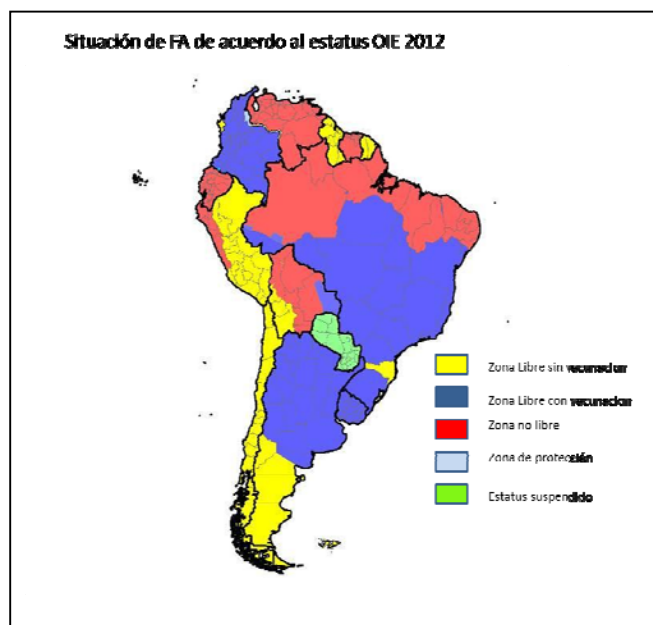 Situación de FA de acuerdo al estatus OIE 2012
Zona Libre sin vacunacion
Zona Libre con vacunacion
Zona no libre
Zona de protección
Estatus suspendido